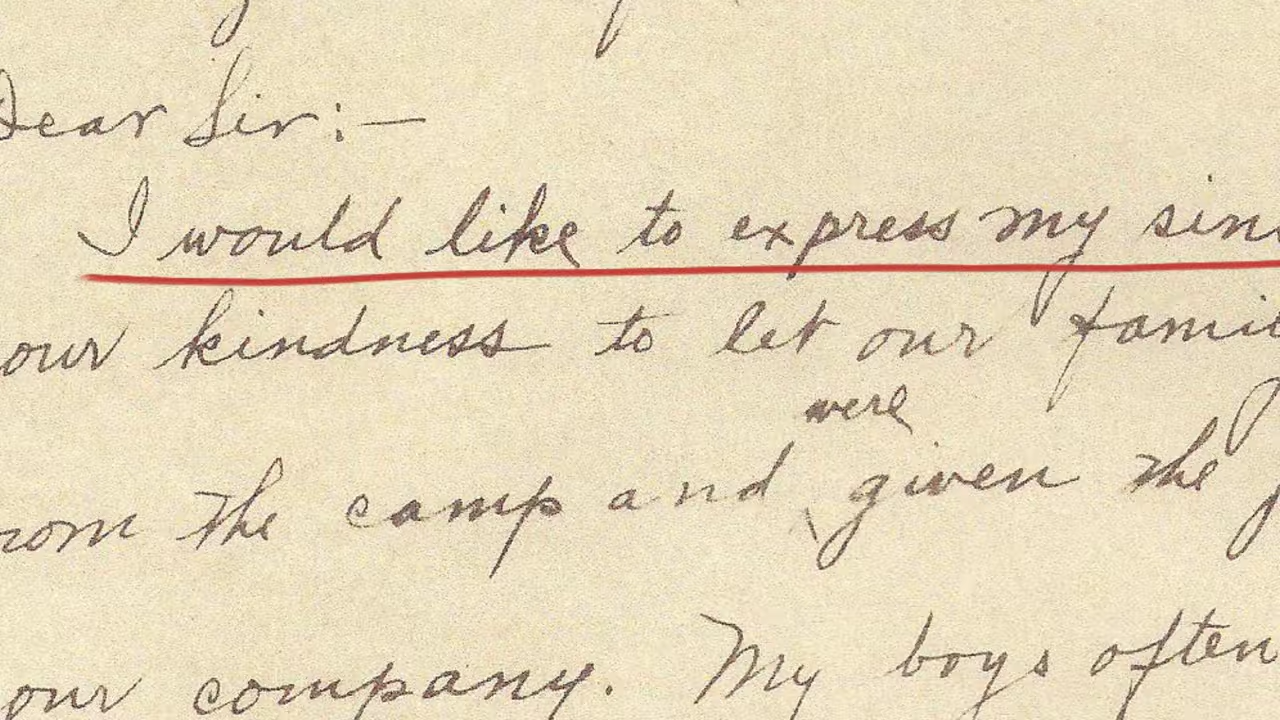 Dear Sir:—
I would like to express my
our kindness to let our
were
the camp and given the
our company. My boys often